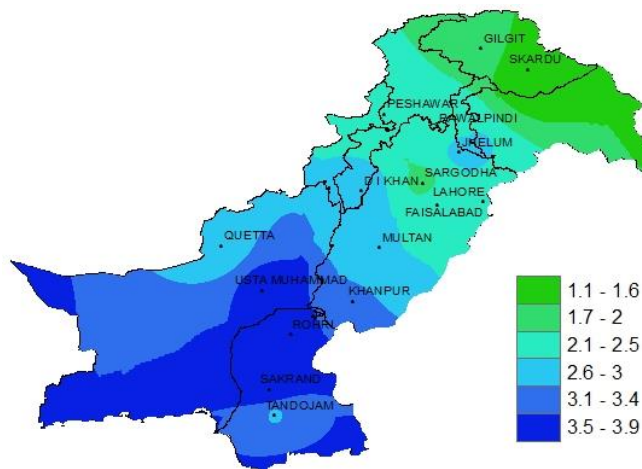 GILGIT
SKARDU
PESHAWAR
RAWALPINDI
JHELUM
D I KHAN
SARGODHA
LAHORE
FAISALABAD
QUETTA
MULTAN
USTA MUHAMMAD
KHANPUR
ROHRI
SAKRAND
TANDOJAM
1.1 - 1.6
1.7 - 2
2.1 - 2.5
2.6 - 3
3.1 - 3.4
3.5 - 3.9